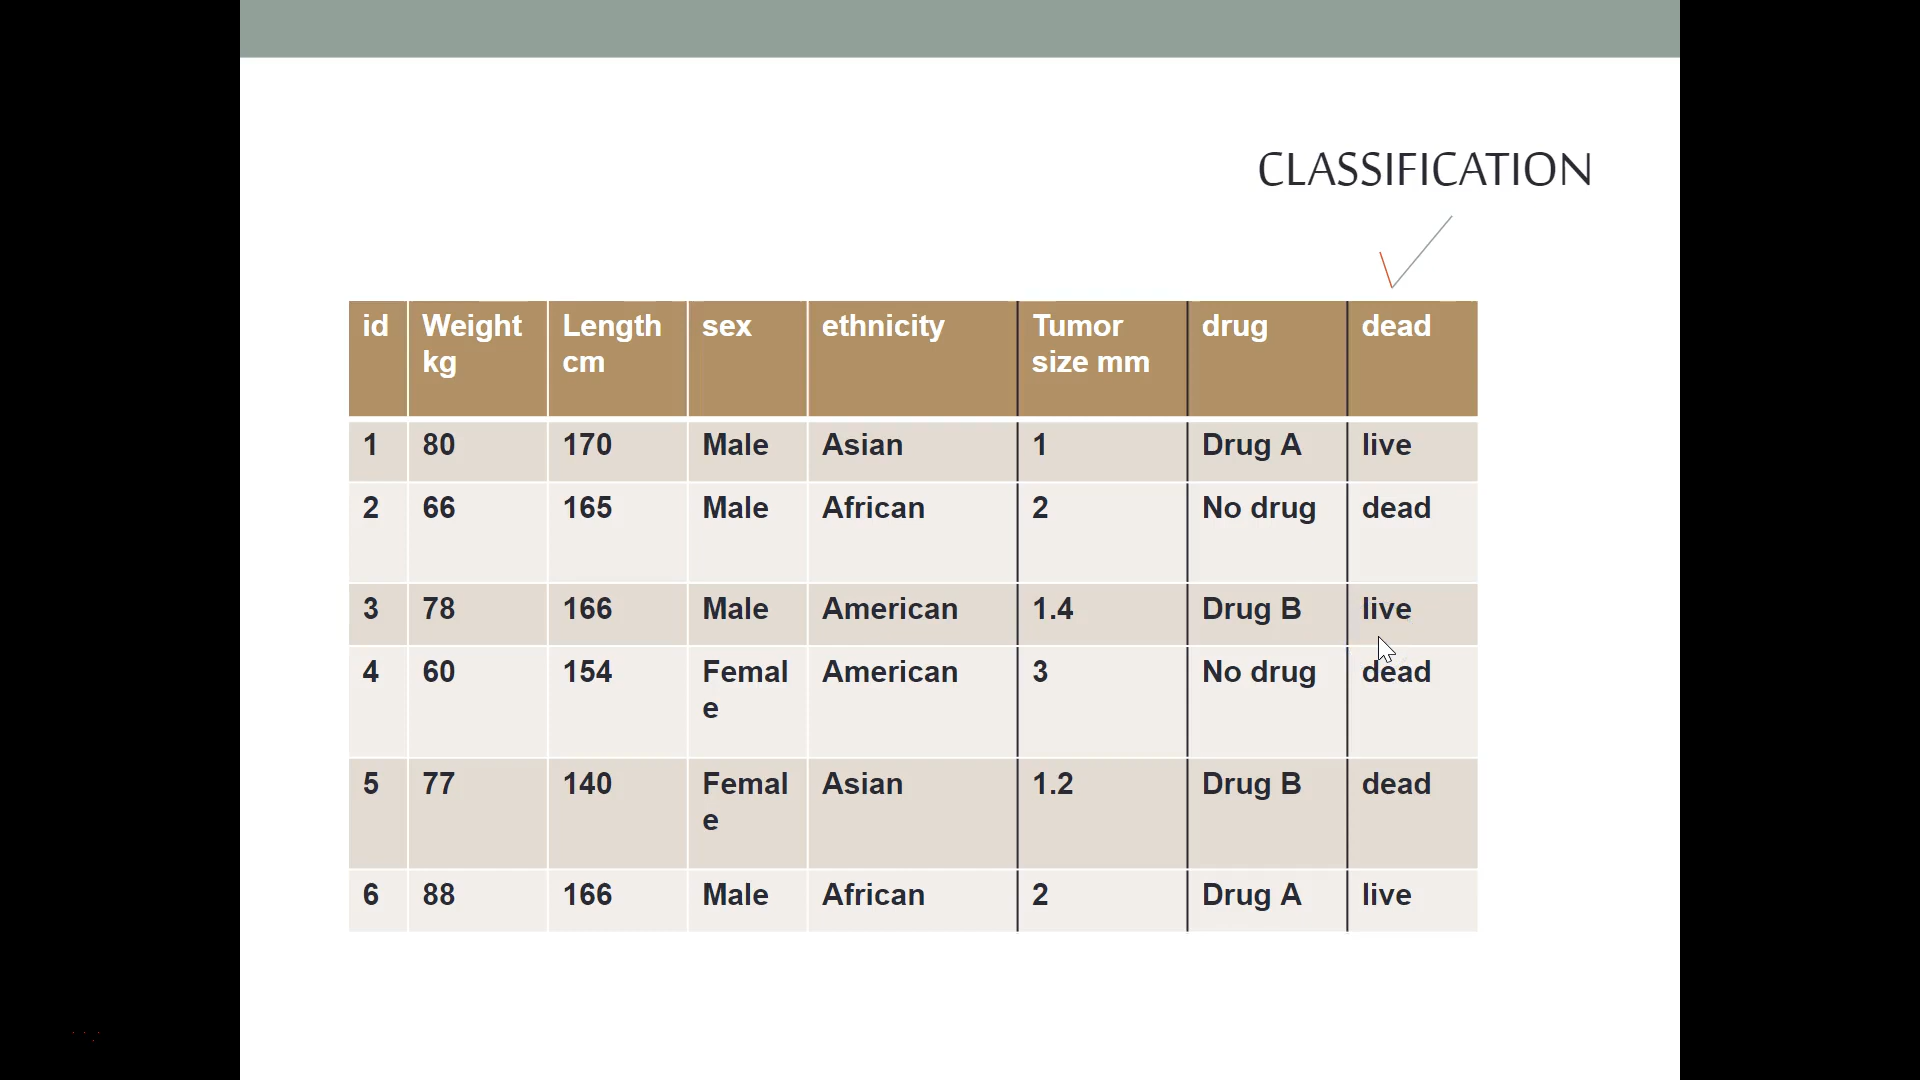 CLASSIFICATION
id Weight kg Length cm sex ethnicity Tumor size mm drug dead
1 80 170 Male Asian 1 Drug A live
2 66 165 Male African 2 No drug dead
3 78 166 Male American 1.4 Drug B live
4 60 154 Femal e American 3 No drug dead
5 77 140 Femal e Asian 1.2 Drug B dead
6 88 166 Male African 2 Drug A live